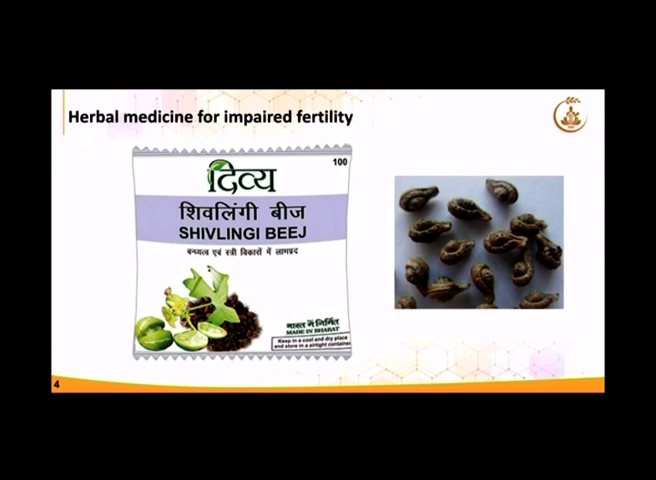 Herbal medicine for impaired fertility
100
दिव्य
शिवलिंगी बीज
SHIVLINGI BEEJ
बन्ध्यत्व एवं स्त्री विकारों में लाभप्रद
भारत में निर्मित
MADE IN BHARAT
Keep in a cool and dry place
and store in a airtight container
4